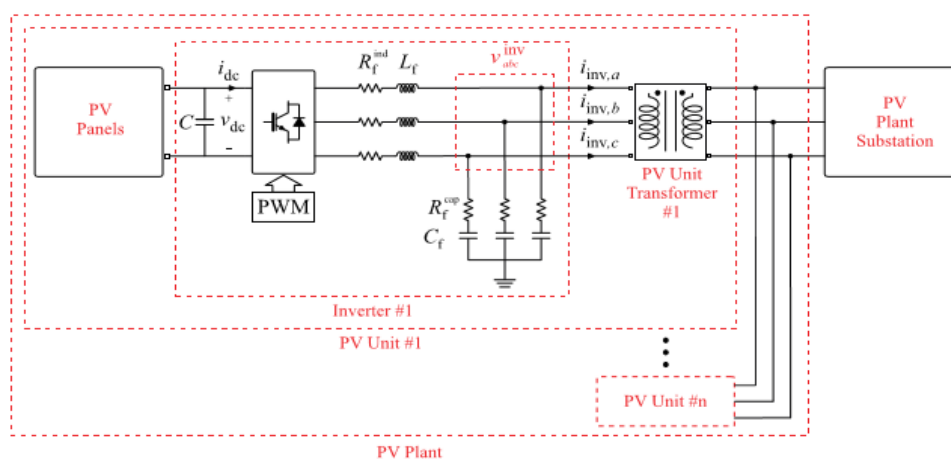 PV
Panels
i_dc
+
C
v_dc
-
PWM
R_f^ind
L_f
v_abc^inv
R_f^cap
C_f
Inverter #1
i_inv,a
i_inv,b
i_inv,c
PV Unit
Transformer
#1
PV
Plant
Substation
PV Unit #1
PV Unit #n
PV Plant